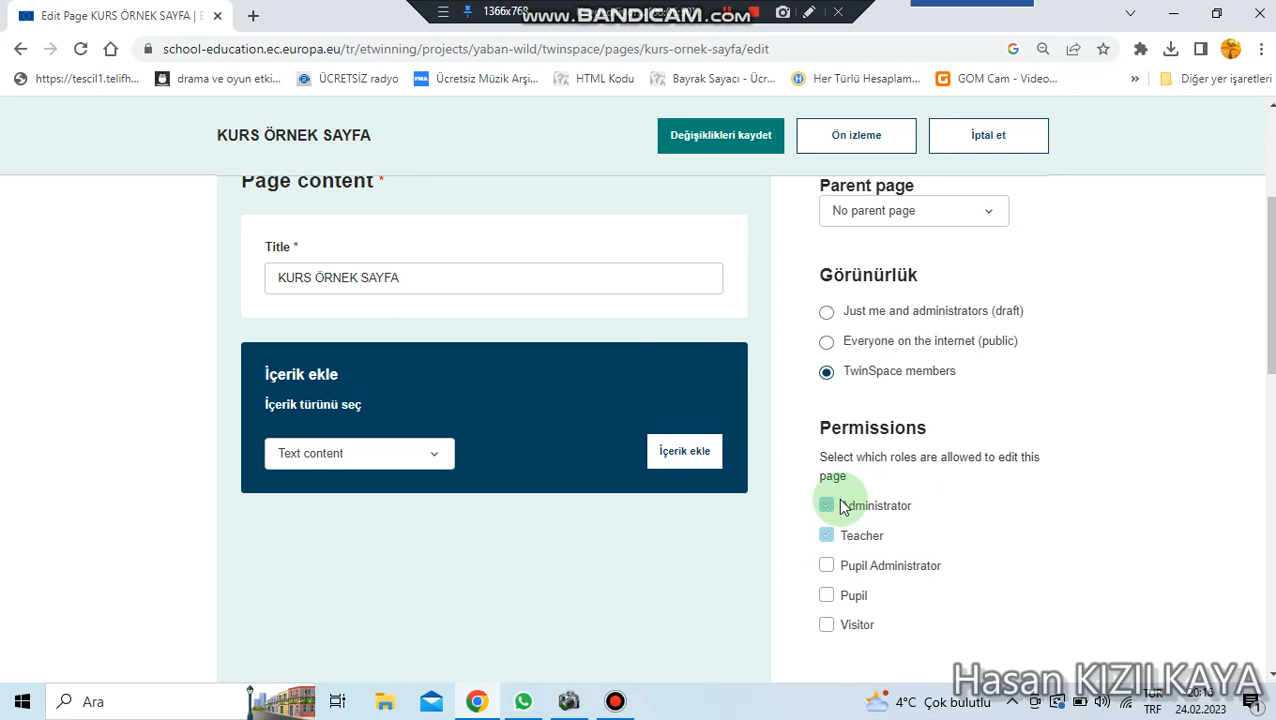 Edit Page KURS ÖRNEK SAYFA | E
1366x768
www.BANDICAM.com
school-education.ec.europa.eu/tr/etwinning/projects/yaban-wild/twinspace/pages/kurs-ornek-sayfa/edit
https://tescil1.telifh...
drama ve oyun etki...
ÜCRETSİZ radyo
Ücretsiz Müzik Arşi...
HTML Kodu
Bayrak Sayacı - Ücr...
Her Türlü Hesaplam...
GOM Cam - Video...
Diğer yer işaretleri
KURS ÖRNEK SAYFA
Değişiklikleri kaydet
Ön izleme
İptal et
Page content *
Title *
KURS ÖRNEK SAYFA
İçerik ekle
İçerik türünü seç
Text content
İçerik ekle
Parent page
No parent page
Görünürlük
Just me and administrators (draft)
Everyone on the internet (public)
TwinSpace members
Permissions
Select which roles are allowed to edit this
page
Administrator
Teacher
Pupil Administrator
Pupil
Visitor
Hasan KIZILKAYA
Ara
4°C Çok bulutlu
TUR
TRF
24.02.2023